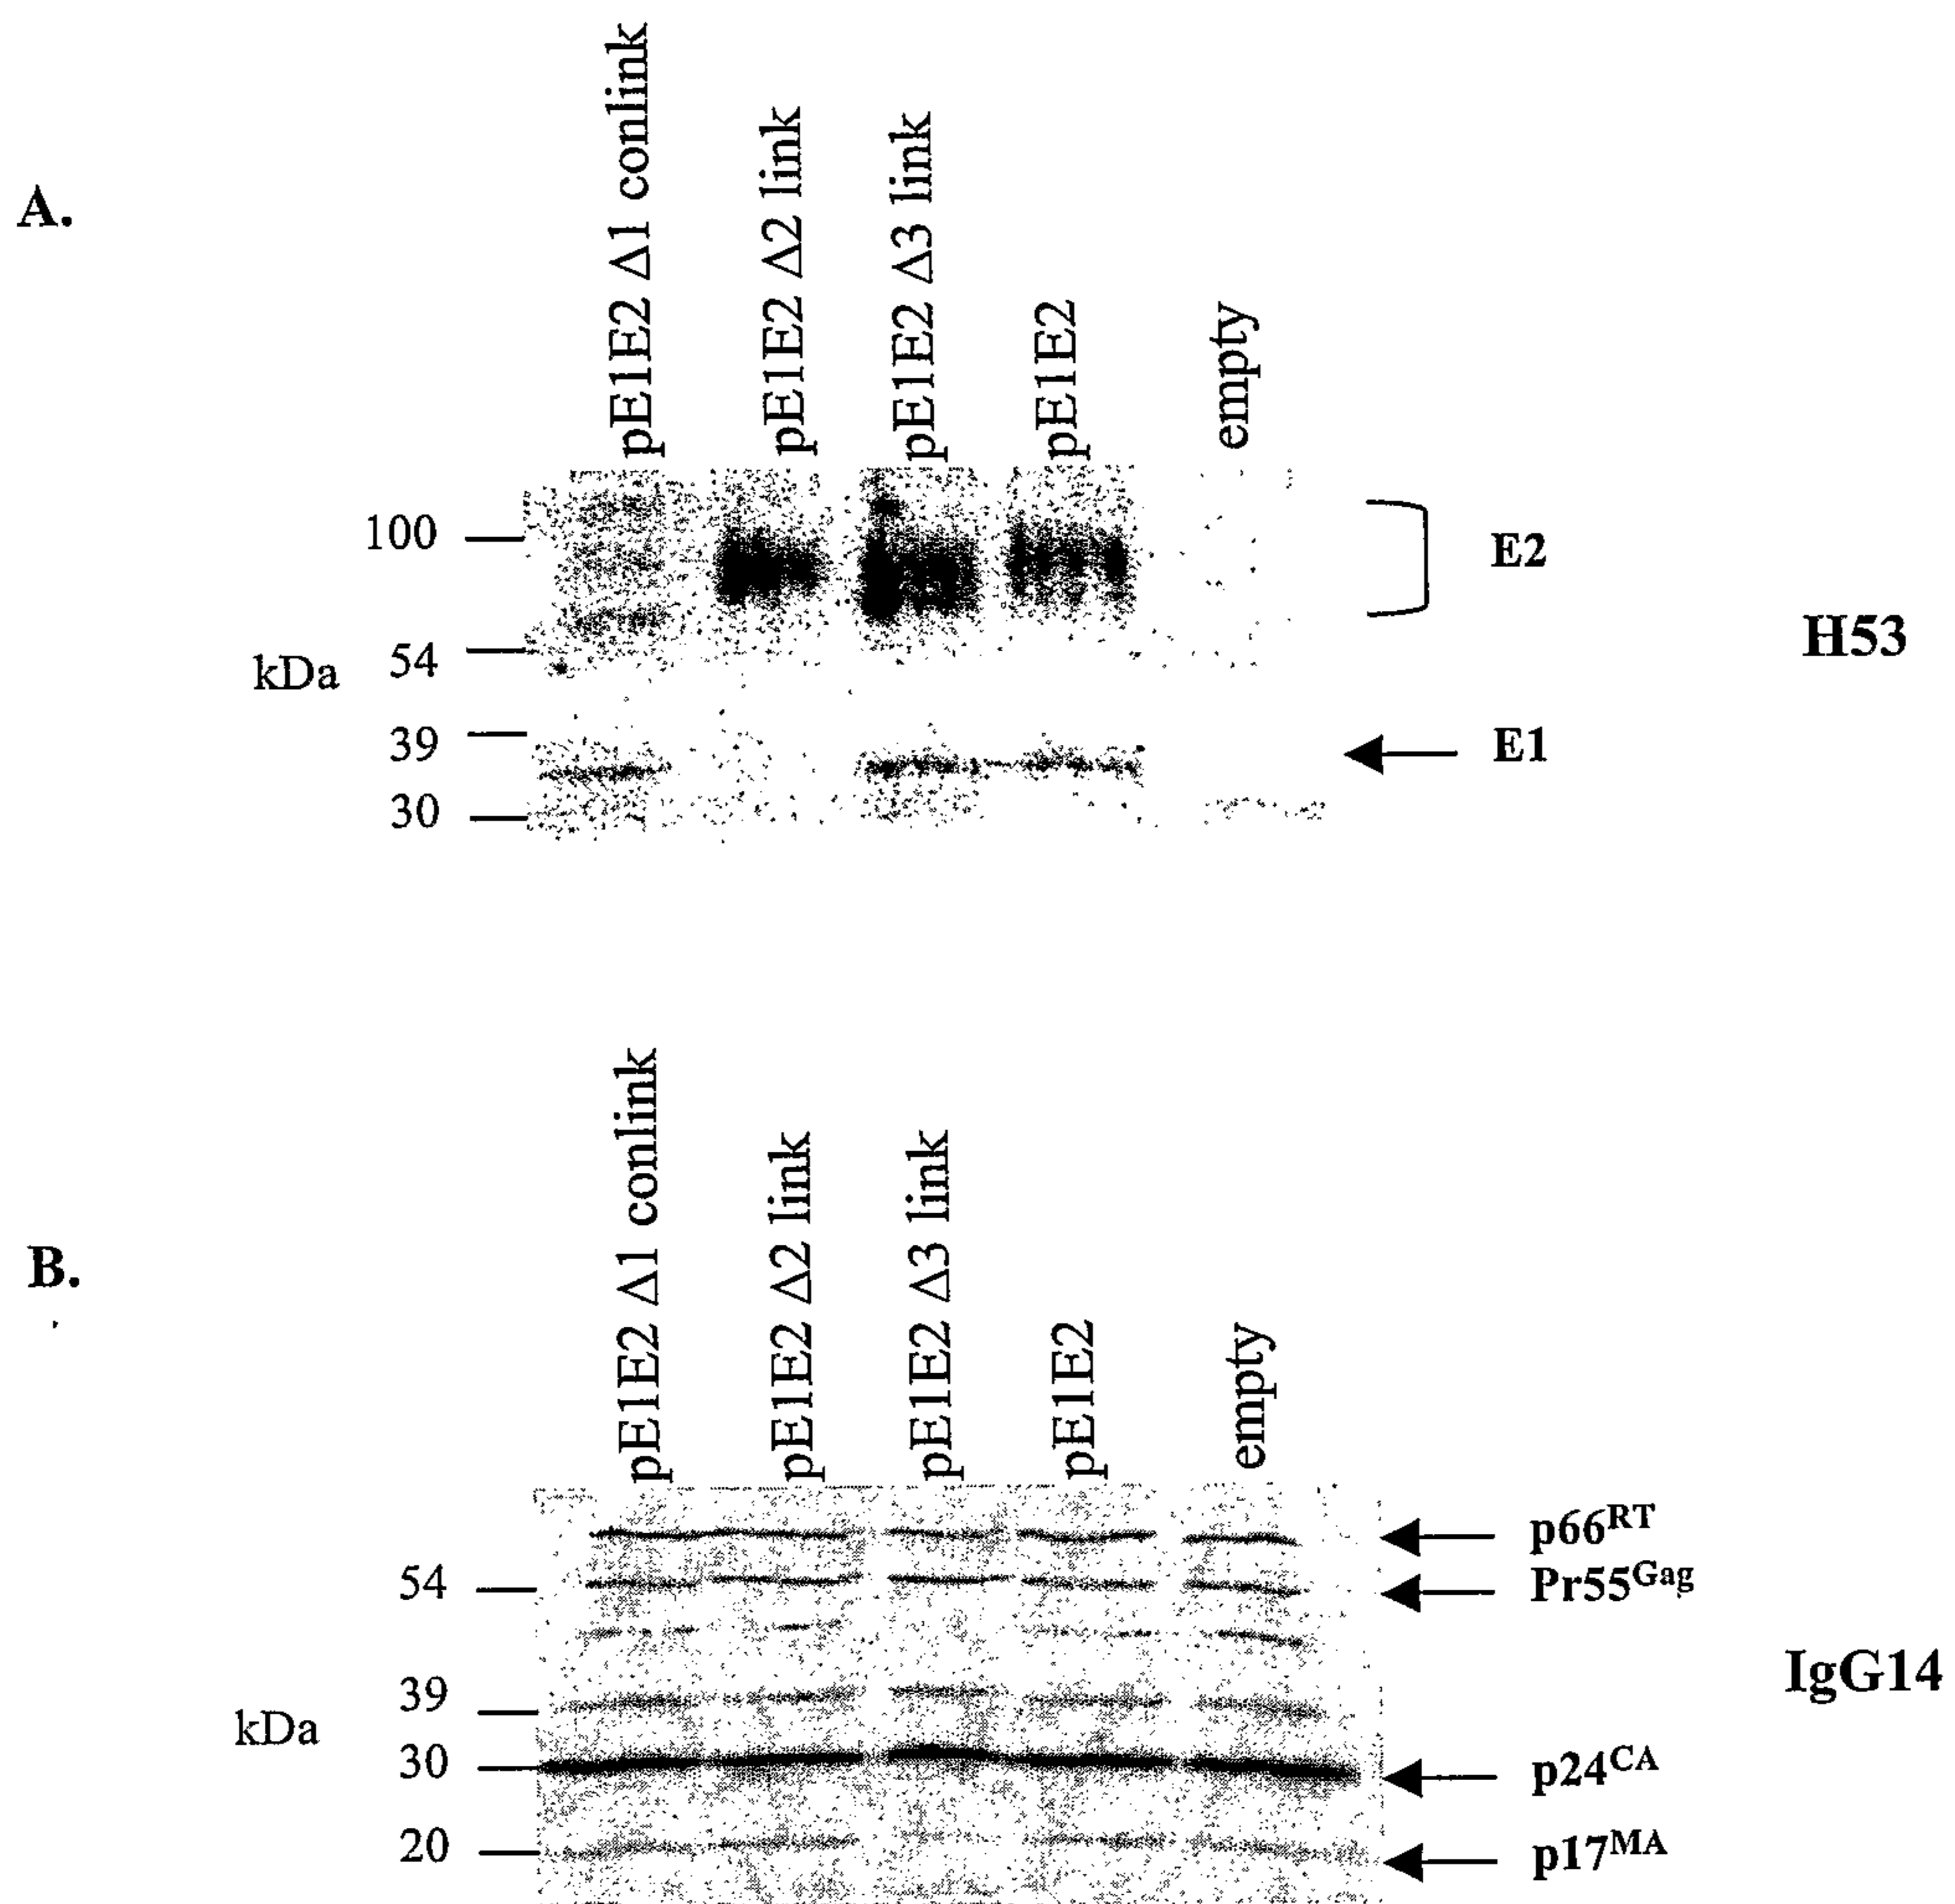 A.
pE1E2 Δ1 conlink
pE1E2 Δ2 link
pE1E2 Δ3 link
pE1E2
empty
100
54
kDa
39
30
E2
E1
H53
B.
pE1E2 Δ1 conlink
pE1E2 Δ2 link
pE1E2 Δ3 link
pE1E2
empty
54
39
kDa
30
20
p66RT
Pr55Gag
p24CA
p17MA
IgG14